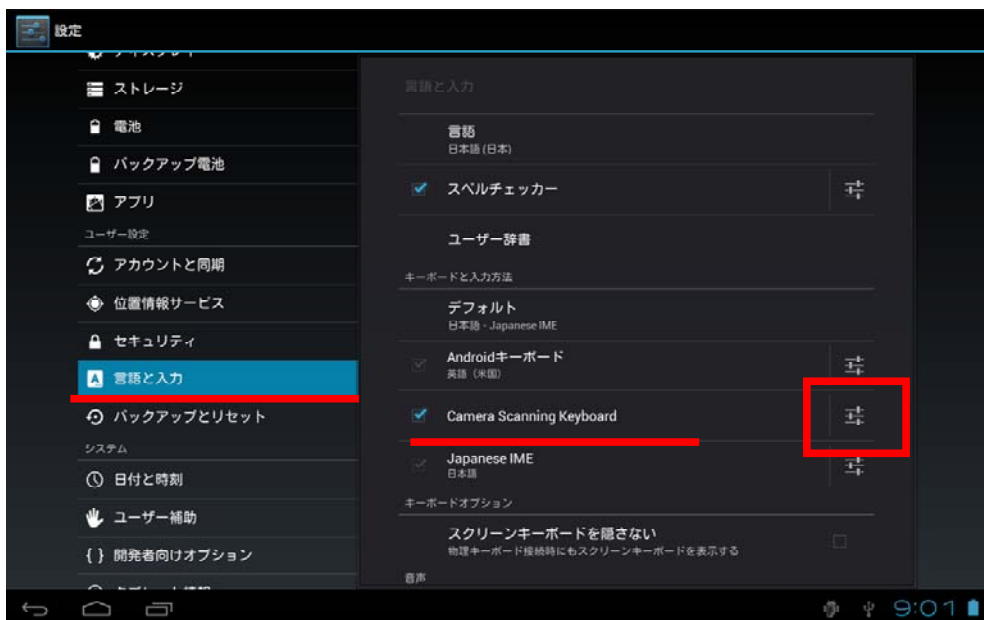 設定
ストレージ
電池
バックアップ電池
アプリ
ユーザー設定
アカウントと同期
位置情報サービス
セキュリティ
言語と入力
バックアップとリセット
システム
日付と時刻
ユーザー補助
{ } 開発者向けオプション
言語と入力
言語
日本語 (日本)
スペルチェッカー
ユーザー辞書
キーボードと入力方法
デフォルト
日本語 - Japanese IME
Androidキーボード
英語（米国）
Camera Scanning Keyboard
Japanese IME
日本語
キーボードオプション
スクリーンキーボードを隠さない
物理キーボード接続時にもスクリーンキーボードを表示する
音声
9:01